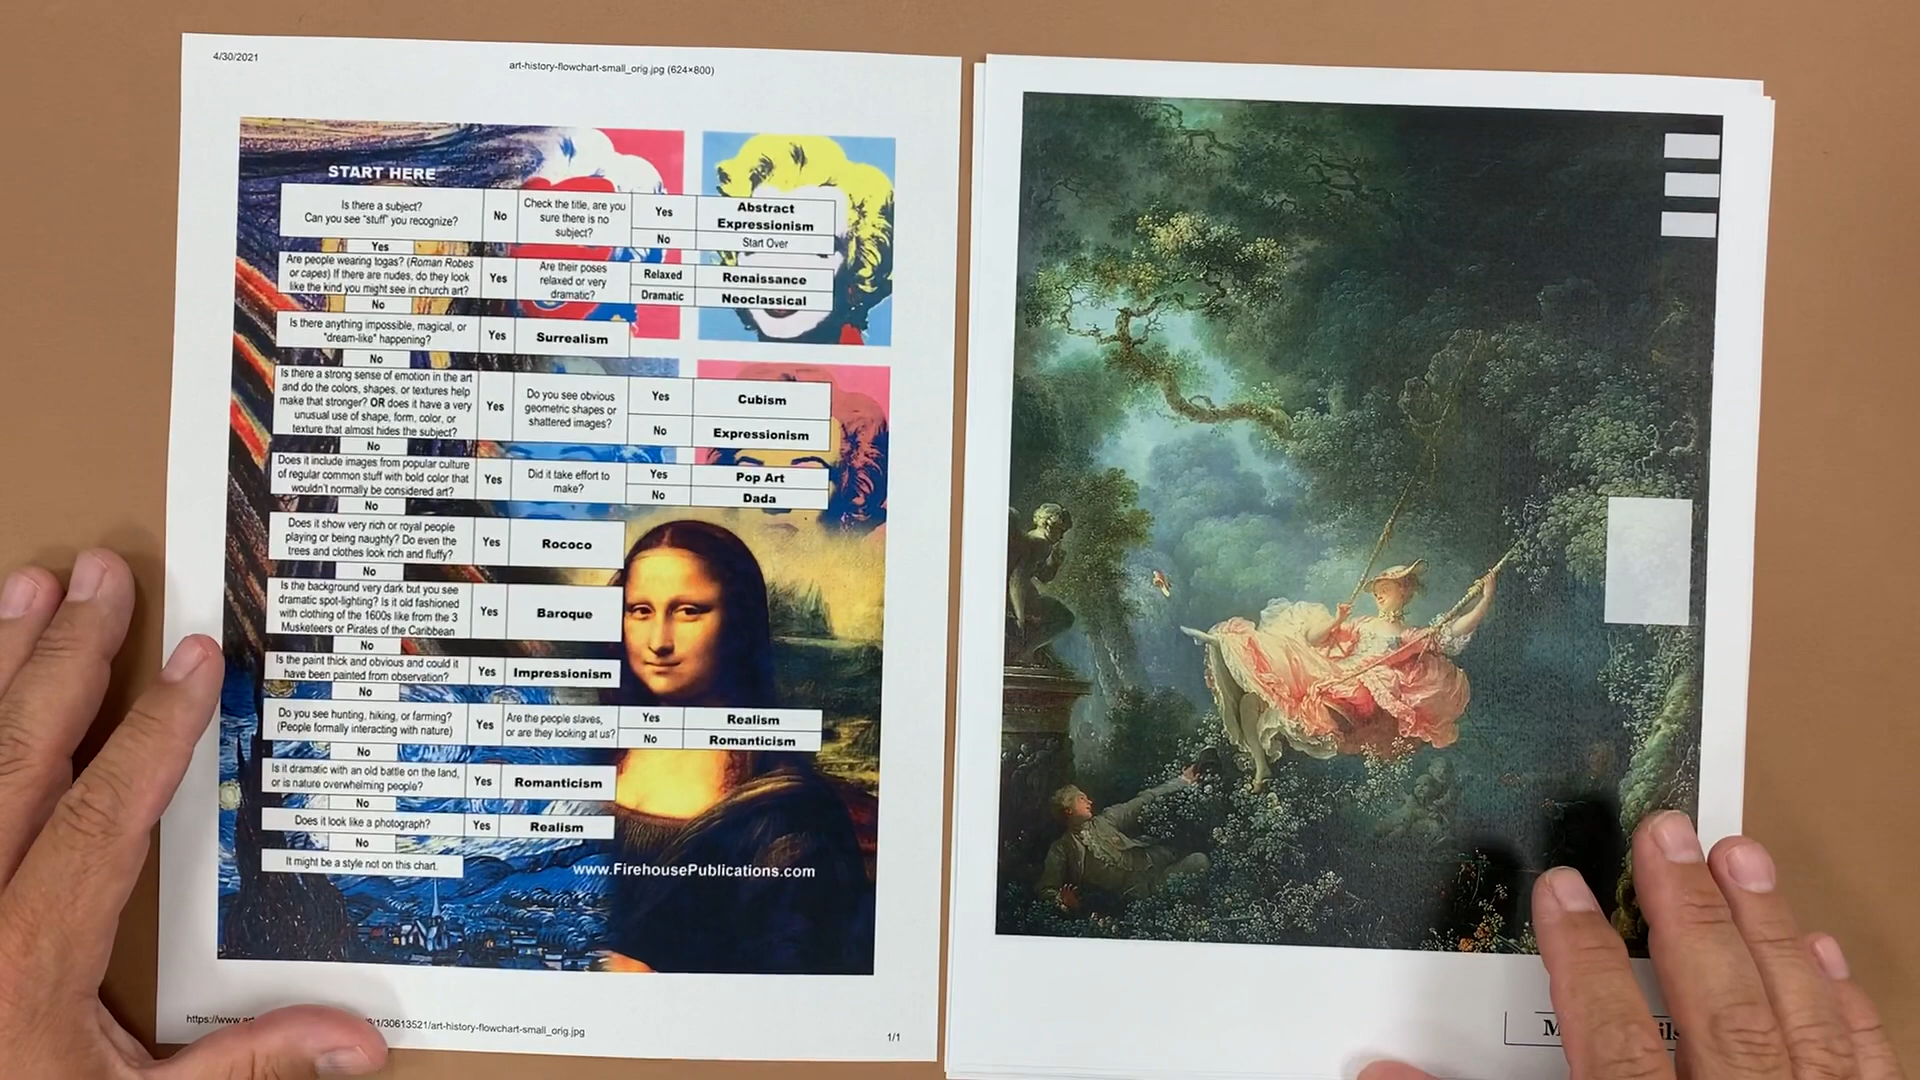 4/30/2021
art-history-flowchart-small_orig.jpg (624×800)
START HERE
Is there a subject?
Can you see "stuff" you recognize?
No
Check the title, are you
sure there is no
subject?
Yes
Abstract
Expressionism
No
Start Over
Yes
Are people wearing togas? (Roman Robes
or capes) If there are nudes, do they look
like the kind you might see in church art?
Yes
Are their poses
relaxed or very
dramatic?
Relaxed
Renaissance
Dramatic
Neoclassical
No
Is there anything impossible, magical, or
"dream-like" happening?
Yes
Surrealism
No
Is there a strong sense of emotion in the art
and do the colors, shapes, or textures help
make that stronger? OR does it have a very
unusual use of shape, form, color, or
texture that almost hides the subject?
Yes
Do you see obvious
geometric shapes or
shattered images?
Yes
Cubism
No
Expressionism
No
Does it include images from popular culture
of regular common stuff with bold color that
wouldn't normally be considered art?
Yes
Did it take effort to
make?
Yes
Pop Art
No
Dada
No
Does it show very rich or royal people
playing or being naughty? Do even the
trees and clothes look rich and fluffy?
Yes
Rococo
No
Is the background very dark but you see
dramatic spot-lighting? Is it old fashioned
with clothing of the 1600s like from the 3
Musketeers or Pirates of the Caribbean
Yes
Baroque
No
Is the paint thick and obvious and could it
have been painted from observation?
Yes
Impressionism
No
Do you see hunting, hiking, or farming?
(People formally interacting with nature)
Yes
Are the people slaves,
or are they looking at us?
Yes
Realism
No
Romanticism
No
Is it dramatic with an old battle on the land,
or is nature overwhelming people?
Yes
Romanticism
No
Does it look like a photograph?
Yes
Realism
No
It might be a style not on this chart.
www.FirehousePublications.com
https://www.ar
/1/30613521/art-history-flowchart-small_orig.jpg
1/1